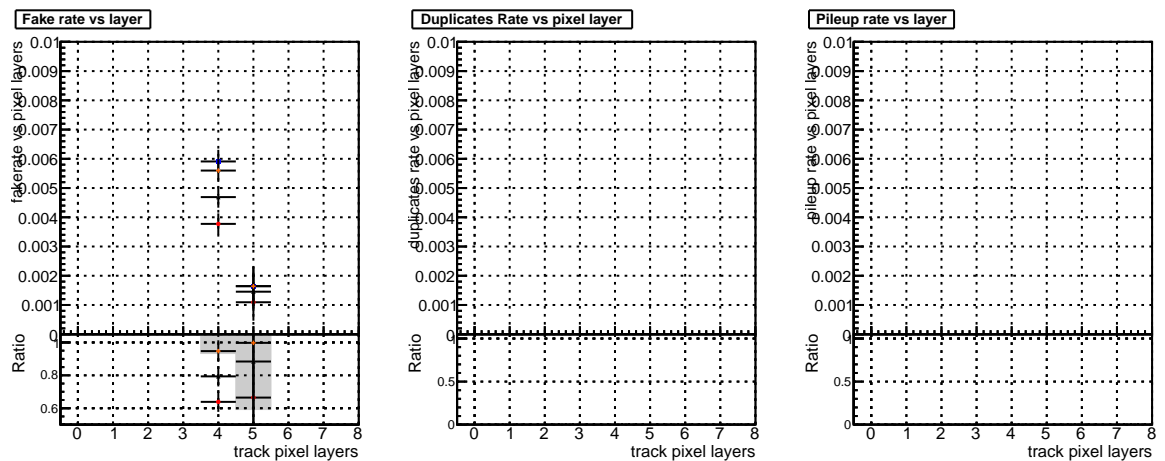 Fake rate vs layer
fakerate vs pixel layers
0.01
0.009
0.008
0.007
0.006
0.005
0.004
0.003
0.002
0.001
0
Ratio
1
0.8
0.6
0 1 2 3 4 5 6 7 8
track pixel layers
Duplicates Rate vs pixel layer
duplicates rate vs pixel layers
0.01
0.009
0.008
0.007
0.006
0.005
0.004
0.003
0.002
0.001
0
Ratio
1
0.5
0
0 1 2 3 4 5 6 7 8
track pixel layers
Pileup rate vs layer
pileup rate vs pixel layers
0.01
0.009
0.008
0.007
0.006
0.005
0.004
0.003
0.002
0.001
0
Ratio
1
0.5
0
0 1 2 3 4 5 6 7 8
track pixel layers